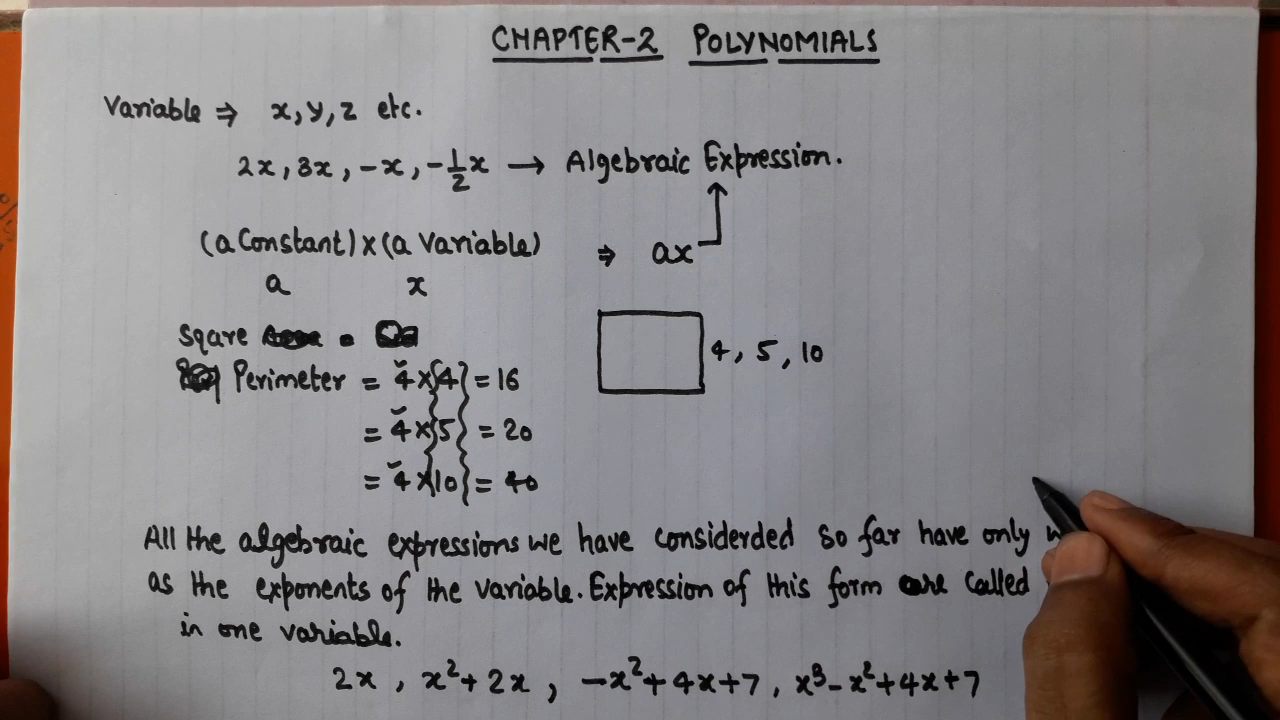 CHAPTER-2 POLYNOMIALS
Variable ⇒ x, y, z etc.
2x, 3x, -x, -1/2x → Algebraic Expression.
(a Constant) x (a Variable) ⇒ ax
a x
Sqare
4, 5, 10
Perimeter = 4 x 4 = 16
= 4 x 5 = 20
= 4 x 10 = 40
All the algebraic expressions we have considerded so far have only
as the exponents of the variable. Expression of this form are called
in one variable.
2x, x²+2x, -x²+4x+7, x³-x²+4x+7